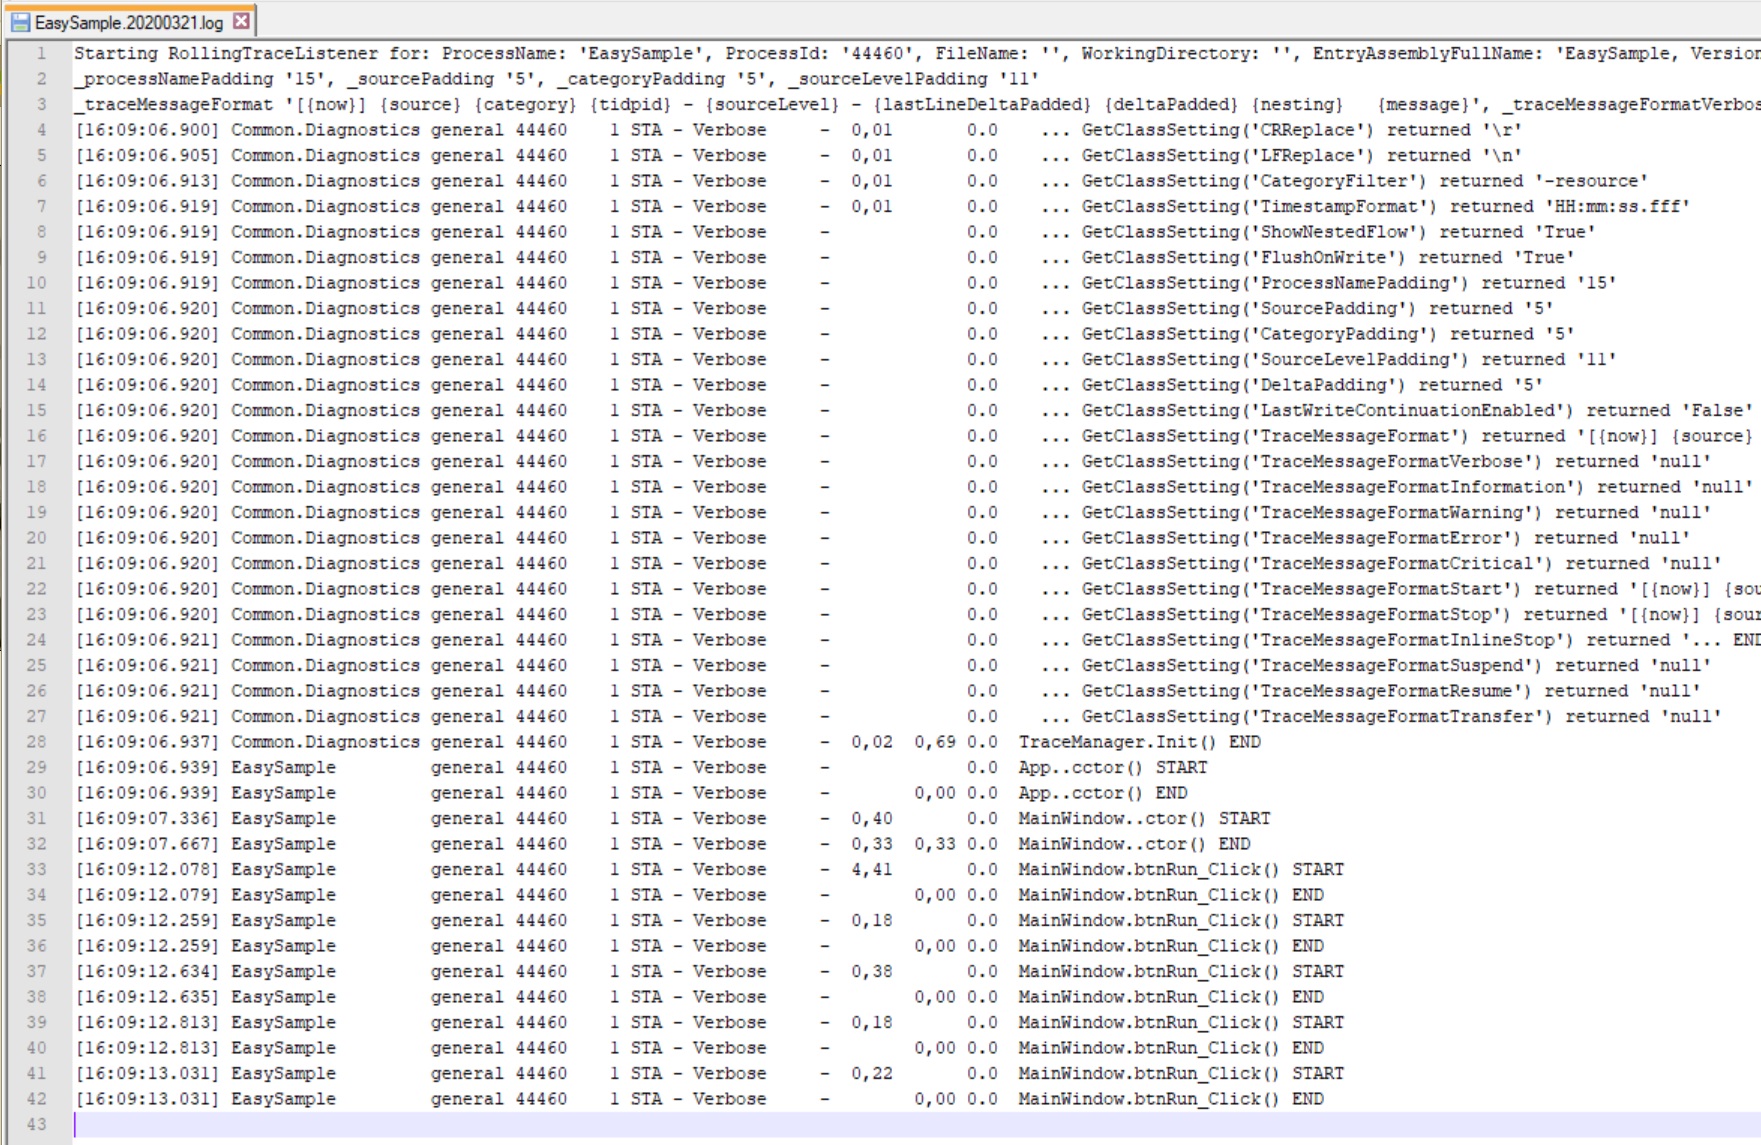 EasySample.20200321.log
1 Starting RollingTraceListener for: ProcessName: 'EasySample', ProcessId: '44460', FileName: '', WorkingDirectory: '', EntryAssemblyFullName: 'EasySample, Version
2 _processNamePadding '15', _sourcePadding '5', _categoryPadding '5', _sourceLevelPadding '11'
3 _traceMessageFormat '[{now}] {source} {category} {tidpid} - {sourceLevel} - {lastLineDeltaPadded} {deltaPadded} {nesting}   {message}', _traceMessageFormatVerbos
4 [16:09:06.900] Common.Diagnostics general 44460    1 STA - Verbose     - 0,01       0.0    ... GetClassSetting('CRReplace') returned '\r'
5 [16:09:06.905] Common.Diagnostics general 44460    1 STA - Verbose     - 0,01       0.0    ... GetClassSetting('LFReplace') returned '\n'
6 [16:09:06.913] Common.Diagnostics general 44460    1 STA - Verbose     - 0,01       0.0    ... GetClassSetting('CategoryFilter') returned '-resource'
7 [16:09:06.919] Common.Diagnostics general 44460    1 STA - Verbose     - 0,01       0.0    ... GetClassSetting('TimestampFormat') returned 'HH:mm:ss.fff'
8 [16:09:06.919] Common.Diagnostics general 44460    1 STA - Verbose     -            0.0    ... GetClassSetting('ShowNestedFlow') returned 'True'
9 [16:09:06.919] Common.Diagnostics general 44460    1 STA - Verbose     -            0.0    ... GetClassSetting('FlushOnWrite') returned 'True'
10 [16:09:06.919] Common.Diagnostics general 44460    1 STA - Verbose     -            0.0    ... GetClassSetting('ProcessNamePadding') returned '15'
11 [16:09:06.920] Common.Diagnostics general 44460    1 STA - Verbose     -            0.0    ... GetClassSetting('SourcePadding') returned '5'
12 [16:09:06.920] Common.Diagnostics general 44460    1 STA - Verbose     -            0.0    ... GetClassSetting('CategoryPadding') returned '5'
13 [16:09:06.920] Common.Diagnostics general 44460    1 STA - Verbose     -            0.0    ... GetClassSetting('SourceLevelPadding') returned '11'
14 [16:09:06.920] Common.Diagnostics general 44460    1 STA - Verbose     -            0.0    ... GetClassSetting('DeltaPadding') returned '5'
15 [16:09:06.920] Common.Diagnostics general 44460    1 STA - Verbose     -            0.0    ... GetClassSetting('LastWriteContinuationEnabled') returned 'False'
16 [16:09:06.920] Common.Diagnostics general 44460    1 STA - Verbose     -            0.0    ... GetClassSetting('TraceMessageFormat') returned '[{now}] {source}
17 [16:09:06.920] Common.Diagnostics general 44460    1 STA - Verbose     -            0.0    ... GetClassSetting('TraceMessageFormatVerbose') returned 'null'
18 [16:09:06.920] Common.Diagnostics general 44460    1 STA - Verbose     -            0.0    ... GetClassSetting('TraceMessageFormatInformation') returned 'null'
19 [16:09:06.920] Common.Diagnostics general 44460    1 STA - Verbose     -            0.0    ... GetClassSetting('TraceMessageFormatWarning') returned 'null'
20 [16:09:06.920] Common.Diagnostics general 44460    1 STA - Verbose     -            0.0    ... GetClassSetting('TraceMessageFormatError') returned 'null'
21 [16:09:06.920] Common.Diagnostics general 44460    1 STA - Verbose     -            0.0    ... GetClassSetting('TraceMessageFormatCritical') returned 'null'
22 [16:09:06.920] Common.Diagnostics general 44460    1 STA - Verbose     -            0.0    ... GetClassSetting('TraceMessageFormatStart') returned '[{now}] {sou
23 [16:09:06.920] Common.Diagnostics general 44460    1 STA - Verbose     -            0.0    ... GetClassSetting('TraceMessageFormatStop') returned '[{now}] {sour
24 [16:09:06.921] Common.Diagnostics general 44460    1 STA - Verbose     -            0.0    ... GetClassSetting('TraceMessageFormatInlineStop') returned '... END
25 [16:09:06.921] Common.Diagnostics general 44460    1 STA - Verbose     -            0.0    ... GetClassSetting('TraceMessageFormatSuspend') returned 'null'
26 [16:09:06.921] Common.Diagnostics general 44460    1 STA - Verbose     -            0.0    ... GetClassSetting('TraceMessageFormatResume') returned 'null'
27 [16:09:06.921] Common.Diagnostics general 44460    1 STA - Verbose     -            0.0    ... GetClassSetting('TraceMessageFormatTransfer') returned 'null'
28 [16:09:06.937] Common.Diagnostics general 44460    1 STA - Verbose     - 0,02  0,69 0.0  TraceManager.Init() END
29 [16:09:06.939] EasySample         general 44460    1 STA - Verbose     -            0.0  App..cctor() START
30 [16:09:06.939] EasySample         general 44460    1 STA - Verbose     -       0,00 0.0  App..cctor() END
31 [16:09:07.336] EasySample         general 44460    1 STA - Verbose     - 0,40       0.0  MainWindow..ctor() START
32 [16:09:07.667] EasySample         general 44460    1 STA - Verbose     - 0,33  0,33 0.0  MainWindow..ctor() END
33 [16:09:12.078] EasySample         general 44460    1 STA - Verbose     - 4,41       0.0  MainWindow.btnRun_Click() START
34 [16:09:12.079] EasySample         general 44460    1 STA - Verbose     -       0,00 0.0  MainWindow.btnRun_Click() END
35 [16:09:12.259] EasySample         general 44460    1 STA - Verbose     - 0,18       0.0  MainWindow.btnRun_Click() START
36 [16:09:12.259] EasySample         general 44460    1 STA - Verbose     -       0,00 0.0  MainWindow.btnRun_Click() END
37 [16:09:12.634] EasySample         general 44460    1 STA - Verbose     - 0,38       0.0  MainWindow.btnRun_Click() START
38 [16:09:12.635] EasySample         general 44460    1 STA - Verbose     -       0,00 0.0  MainWindow.btnRun_Click() END
39 [16:09:12.813] EasySample         general 44460    1 STA - Verbose     - 0,18       0.0  MainWindow.btnRun_Click() START
40 [16:09:12.813] EasySample         general 44460    1 STA - Verbose     -       0,00 0.0  MainWindow.btnRun_Click() END
41 [16:09:13.031] EasySample         general 44460    1 STA - Verbose     - 0,22       0.0  MainWindow.btnRun_Click() START
42 [16:09:13.031] EasySample         general 44460    1 STA - Verbose     -       0,00 0.0  MainWindow.btnRun_Click() END
43